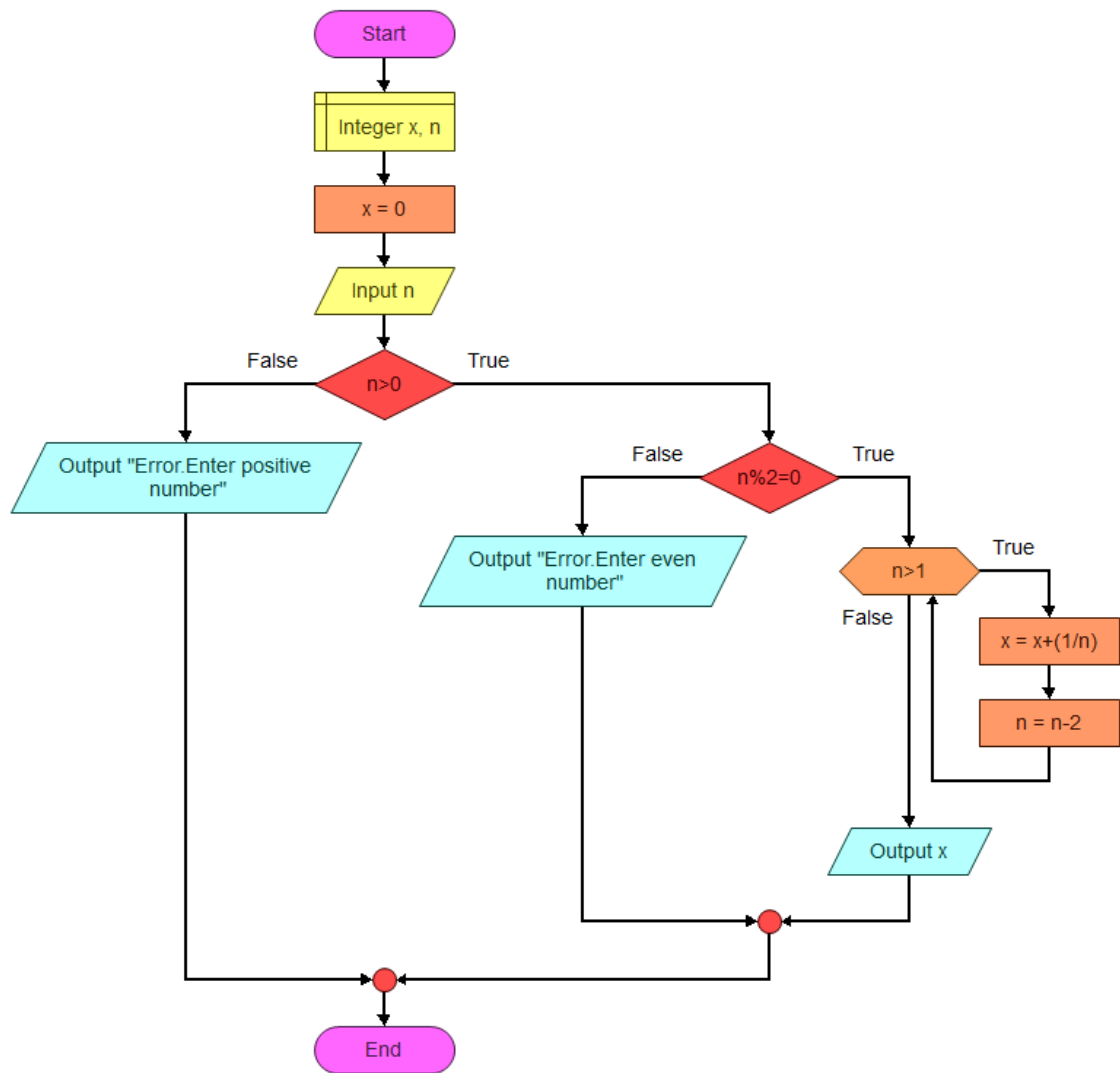 Start
Integer x, n
x = 0
Input n
False
True
n>0
Output "Error.Enter positive
number"
False
True
n%2=0
Output "Error.Enter even
number"
True
n>1
False
x = x+(1/n)
n = n-2
Output x
End